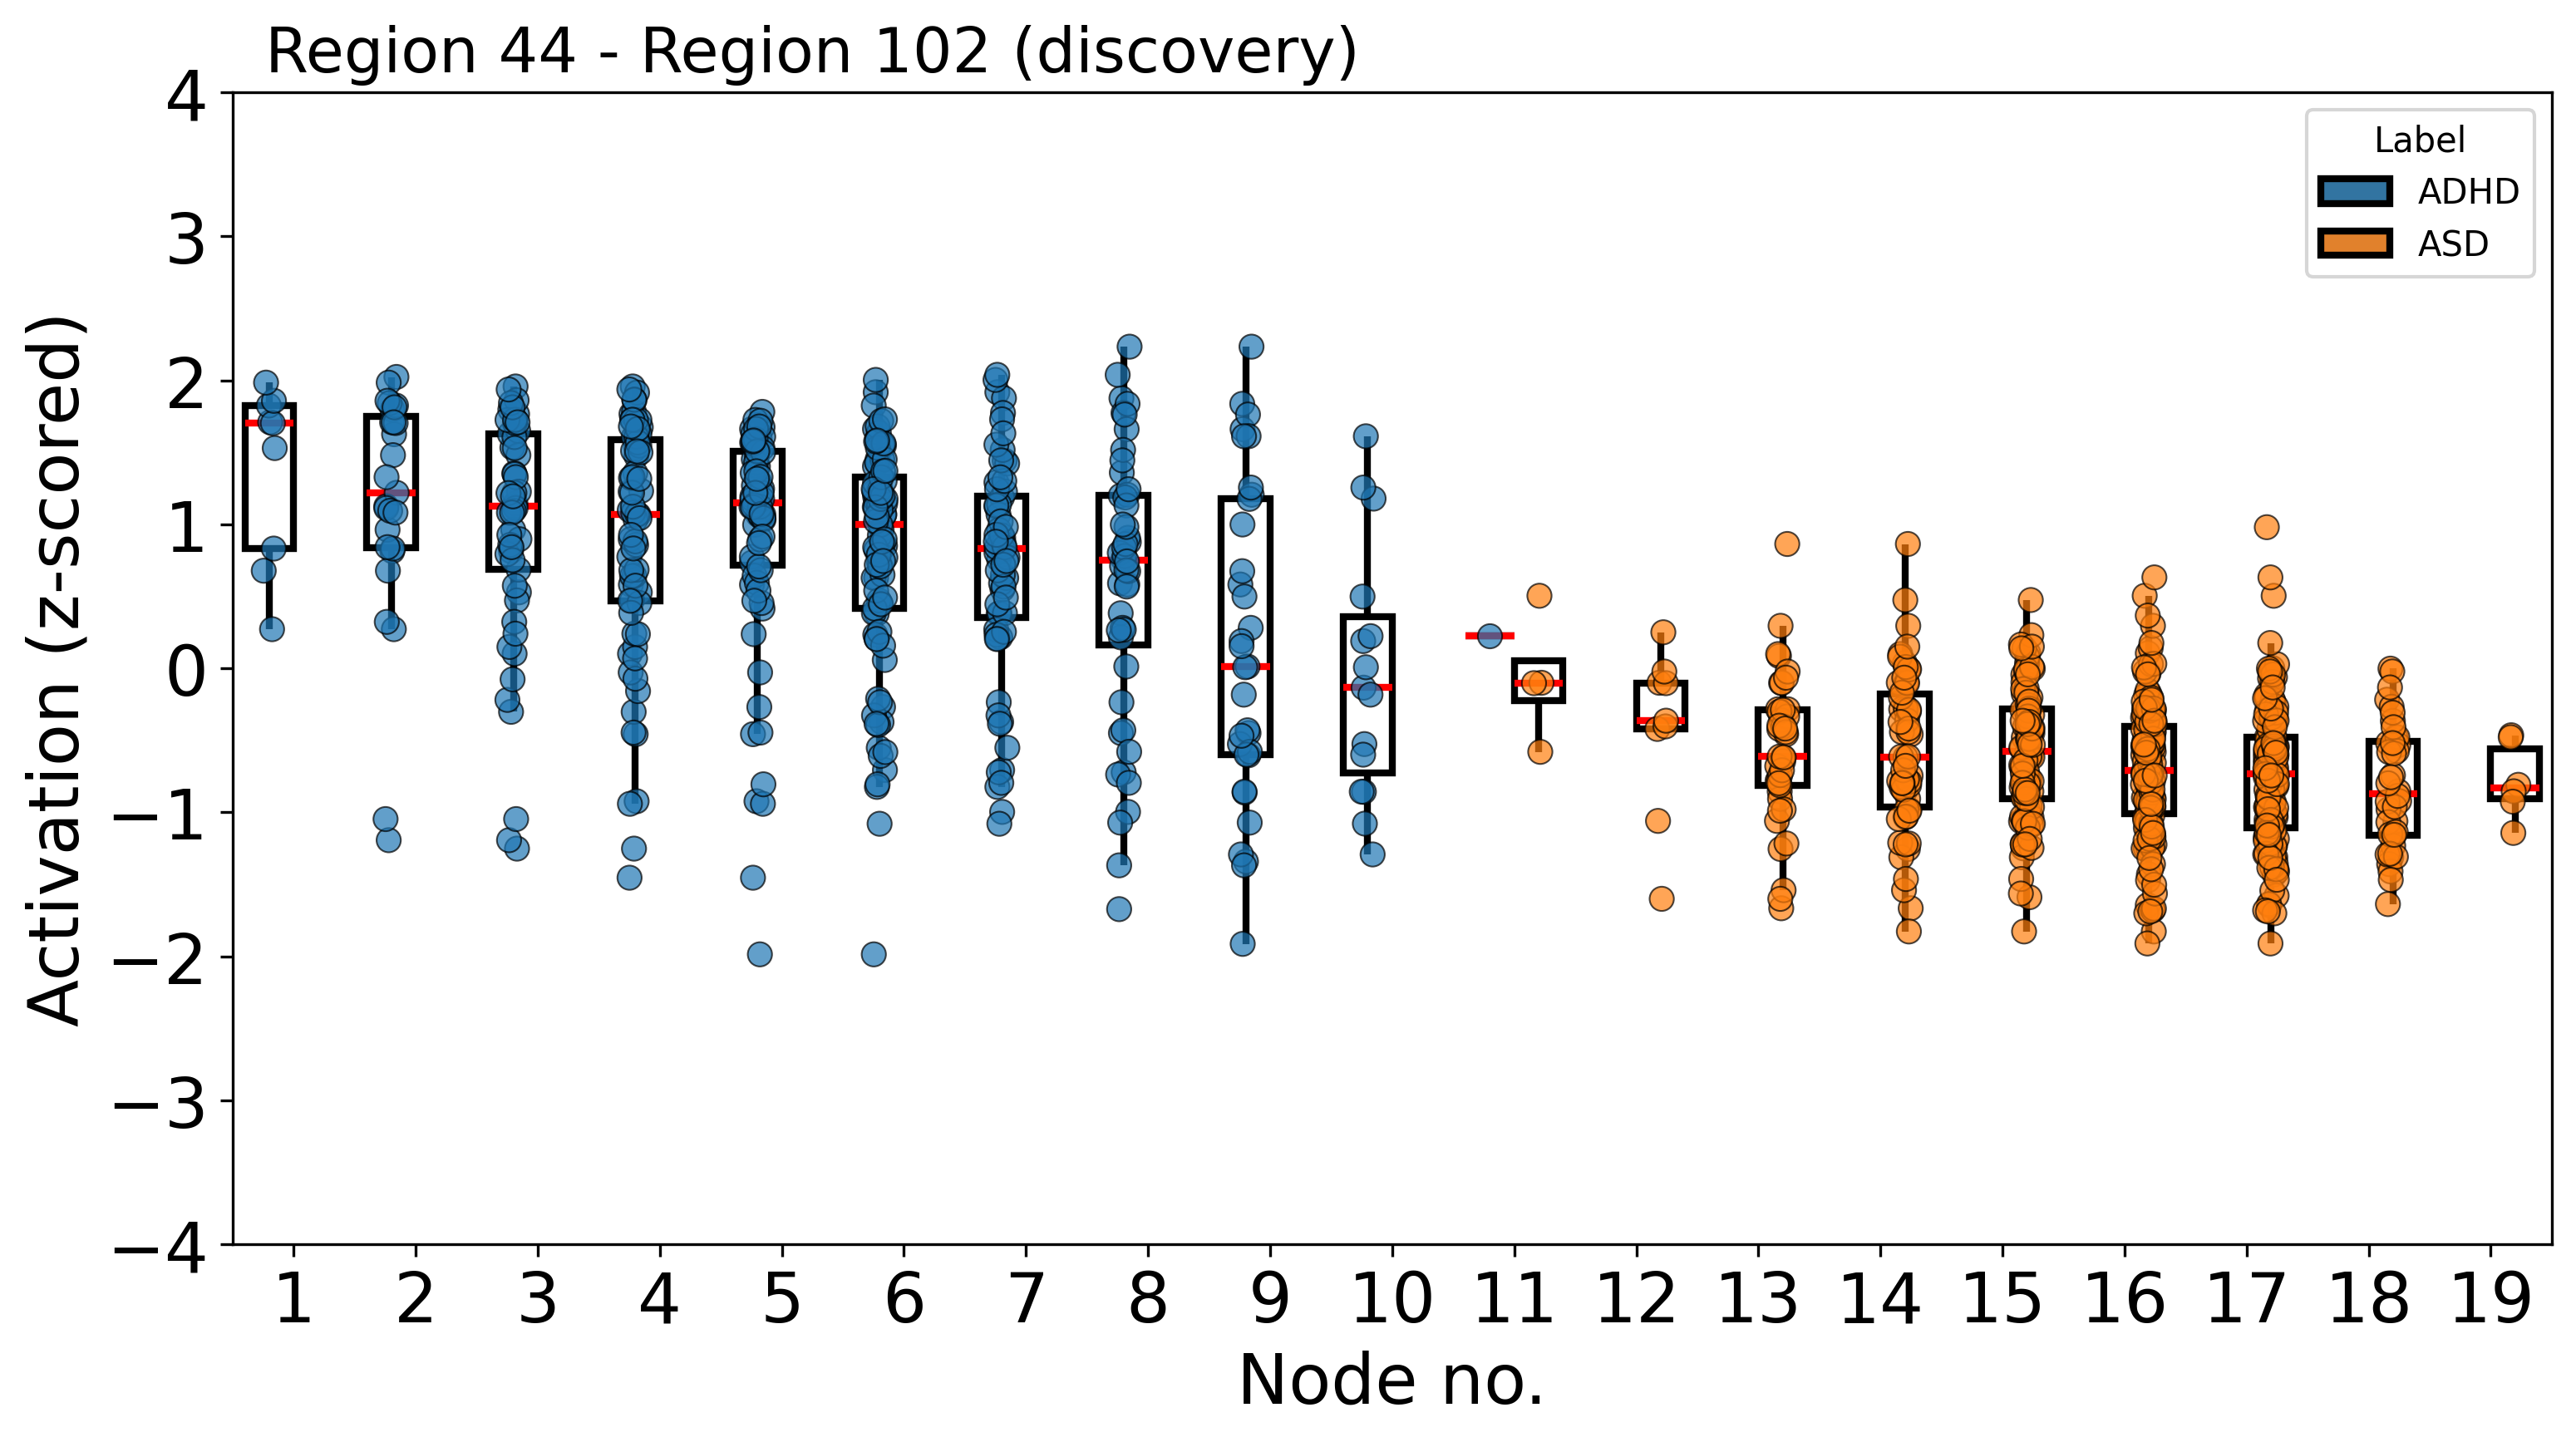 Region 44 - Region 102 (discovery)
Label
ADHD
ASD
Activation (z-scored)
4
3
2
1
0
−1
−2
−3
−4
1 2 3 4 5 6 7 8 9 10 11 12 13 14 15 16 17 18 19
Node no.